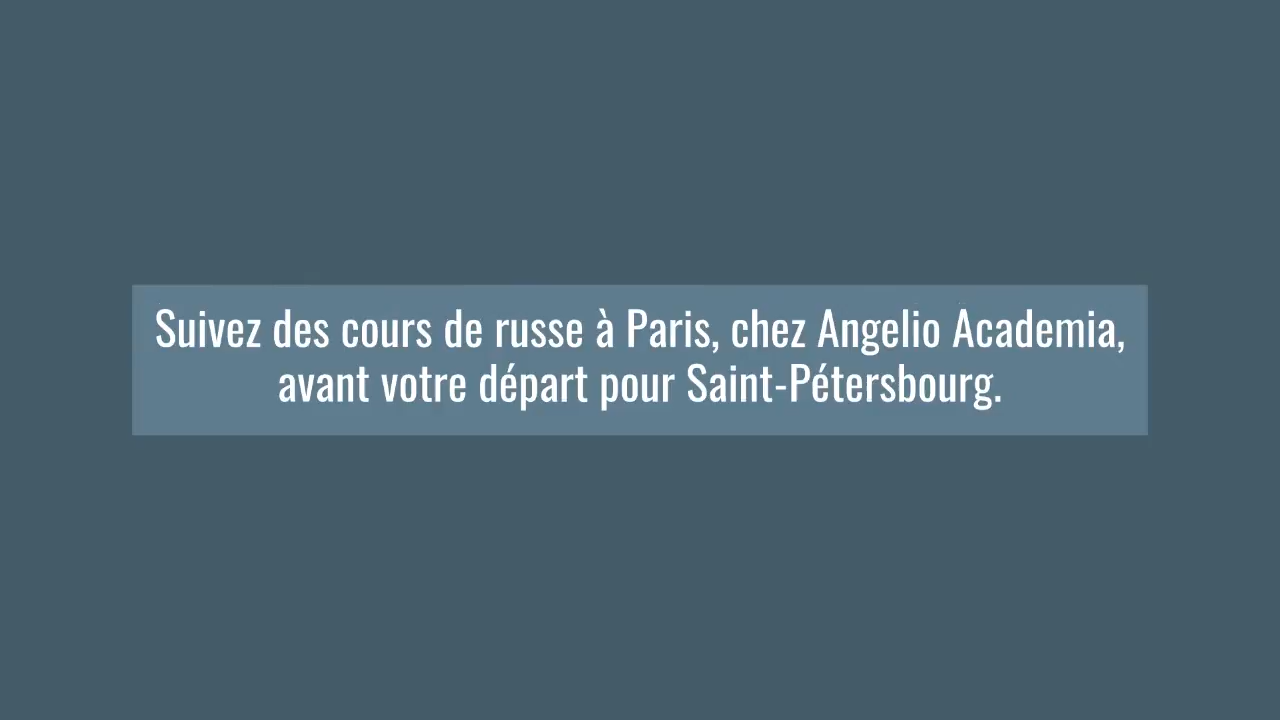 Suivez des cours de russe à Paris, chez Angelio Academia,
avant votre départ pour Saint-Pétersbourg.